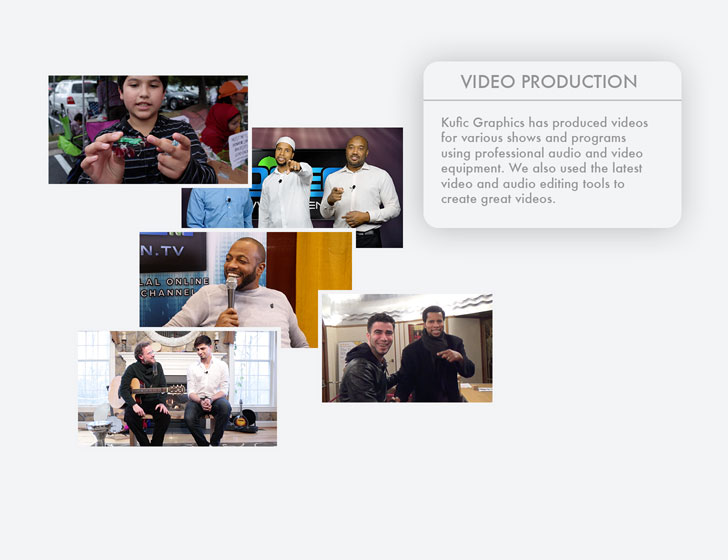 VIDEO PRODUCTION
Kufic Graphics has produced videos
for various shows and programs
using professional audio and video
equipment. We also used the latest
video and audio editing tools to
create great videos.
N.TV
LAL ONLINE
CHANNEL